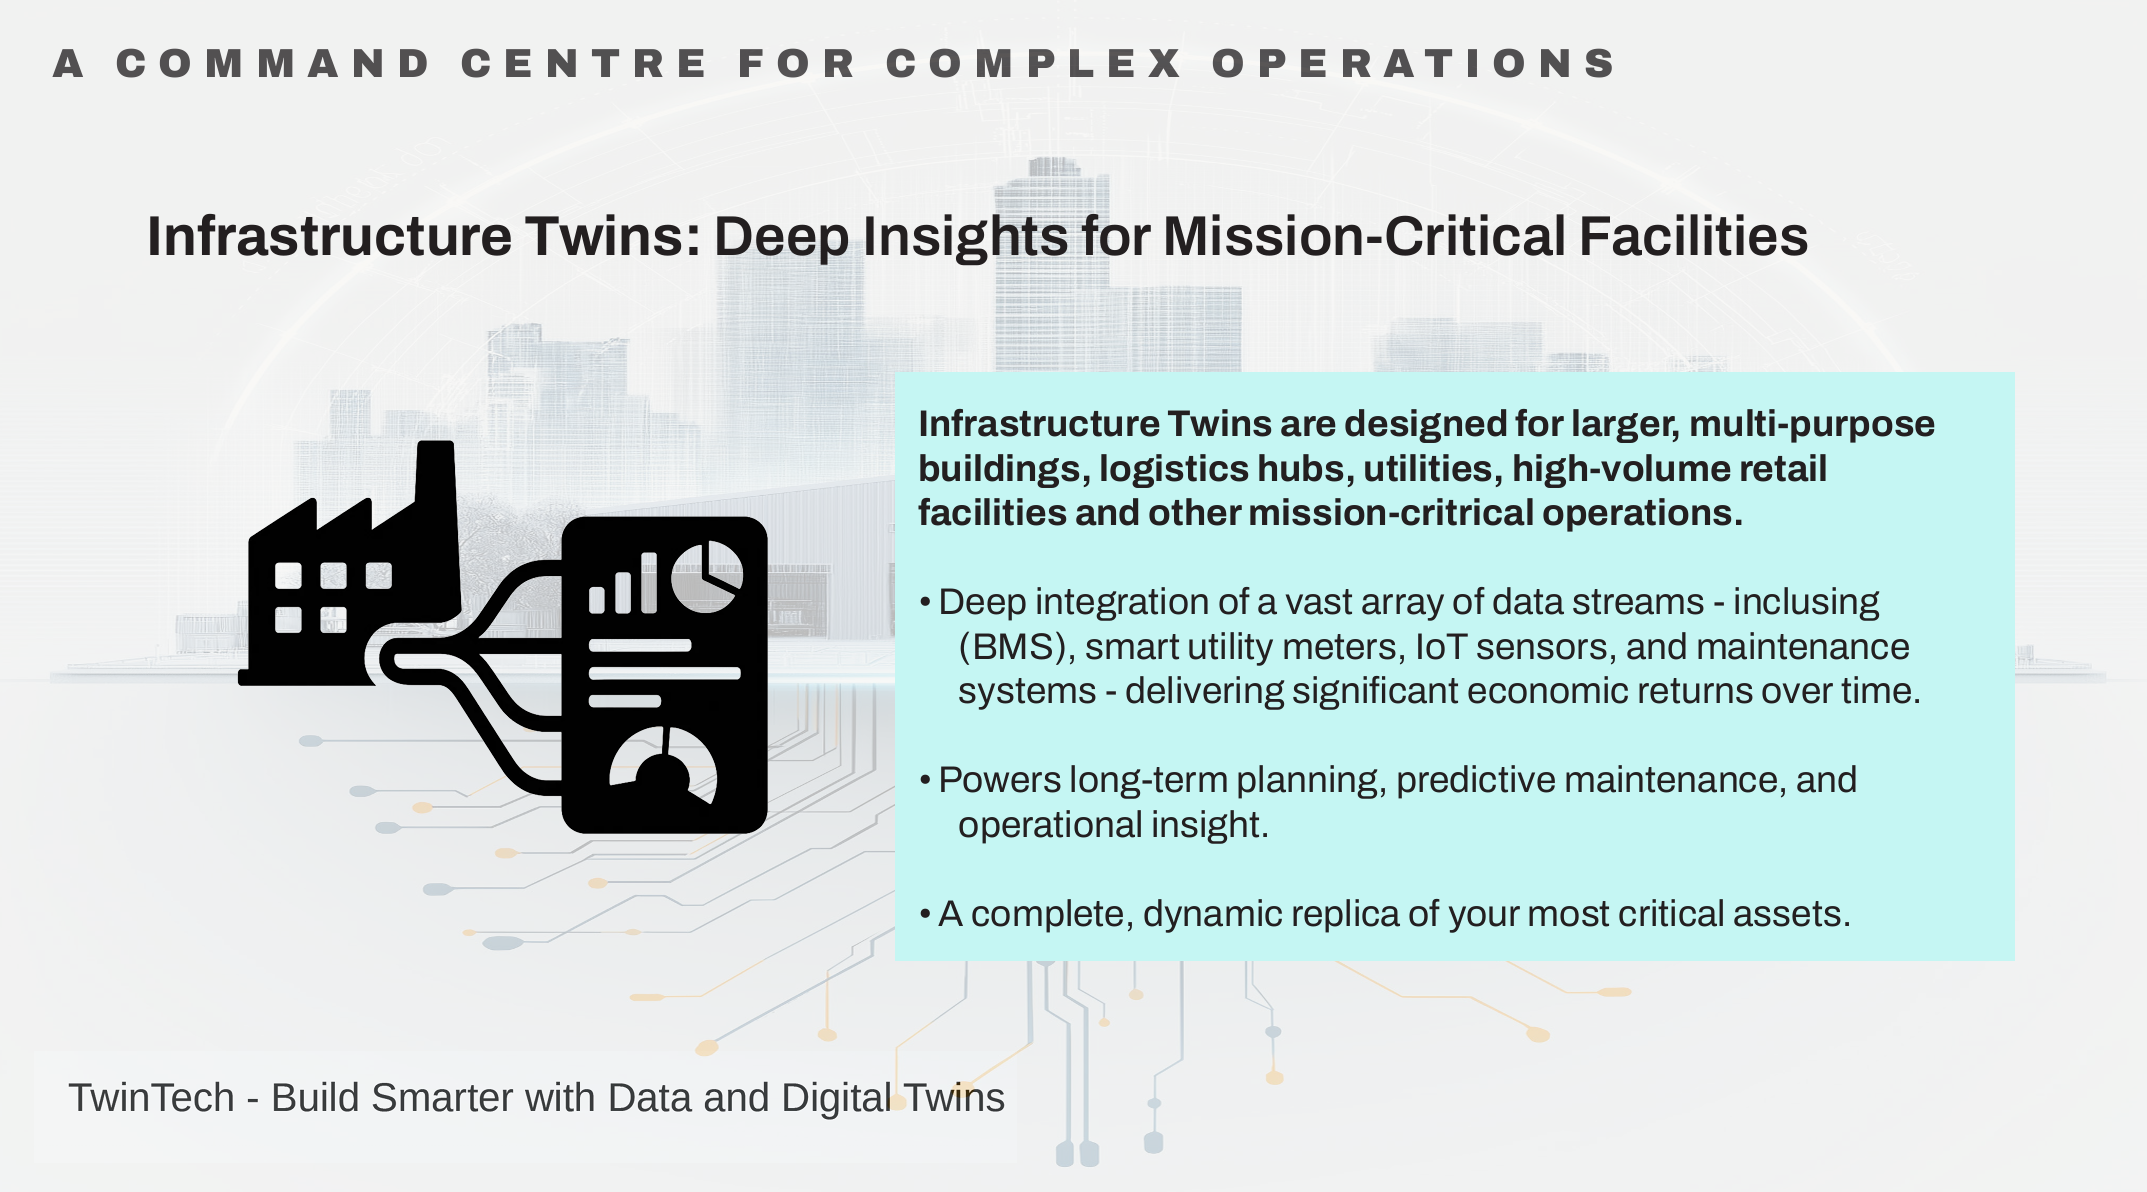 A COMMAND CENTRE FOR COMPLEX OPERATIONS
Infrastructure Twins: Deep Insights for Mission-Critical Facilities
Infrastructure Twins are designed for larger, multi-purpose
buildings, logistics hubs, utilities, high-volume retail
facilities and other mission-critrical operations.
• Deep integration of a vast array of data streams - inclusing
(BMS), smart utility meters, IoT sensors, and maintenance
systems - delivering significant economic returns over time.
• Powers long-term planning, predictive maintenance, and
operational insight.
• A complete, dynamic replica of your most critical assets.
TwinTech - Build Smarter with Data and Digital Twins